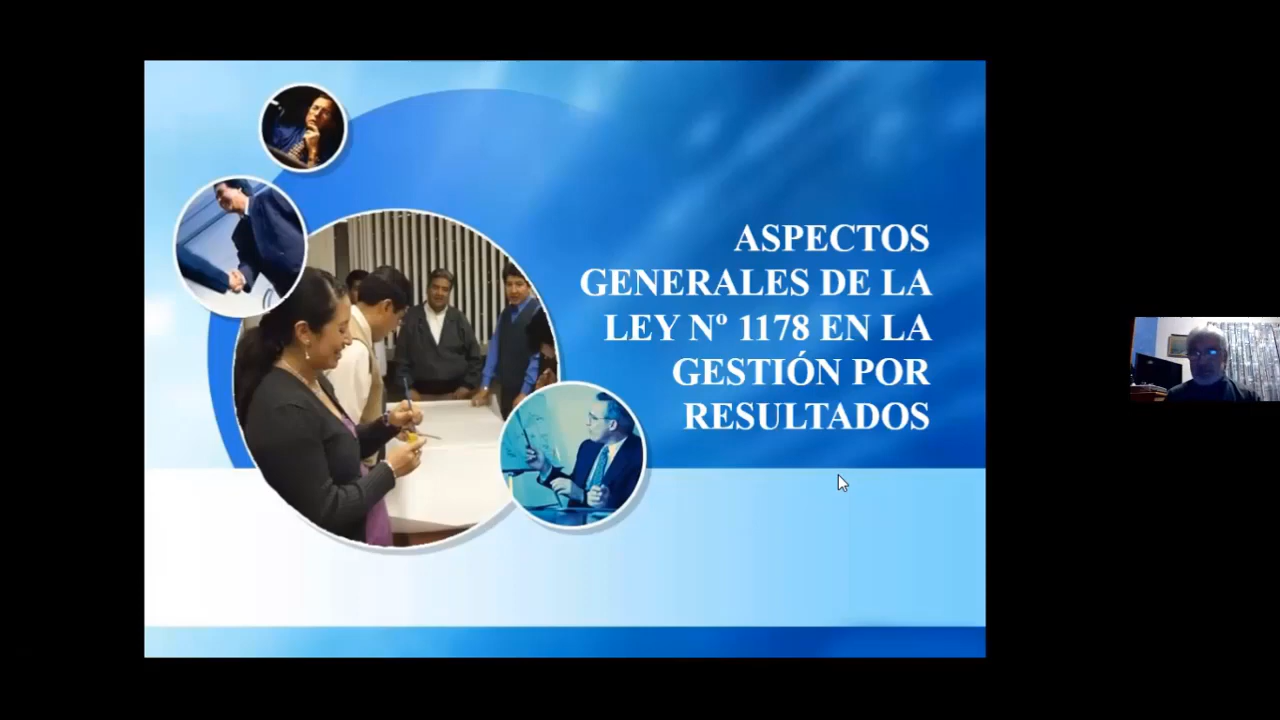 ASPECTOS
GENERALES DE LA
LEY Nº 1178 EN LA
GESTIÓN POR
RESULTADOS